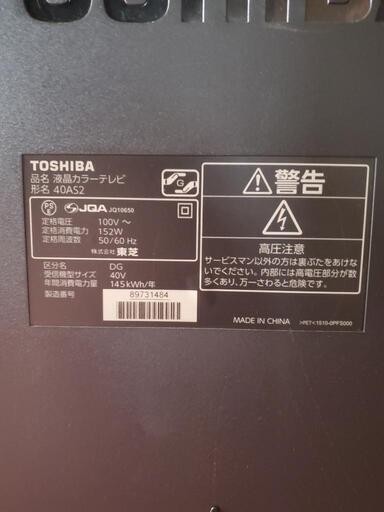 TOSHIBA
品名 液晶カラーテレビ
形名 40AS2
PS
E
JQA JQ10650
定格電圧 100V～
定格消費電力 152W
定格周波数 50/60 Hz
株式会社 東芝
区分名 DG
受信機型サイズ 40V
年間消費電力量 145kWh/年
製造番号
89731484
G
警告
高圧注意
サービスマン以外の方は裏ぶたをあけな
いでください。内部には高電圧部分が数
多くあり、万一さわると危険です。
MADE IN CHINA
>PET< 1510-0PFS000